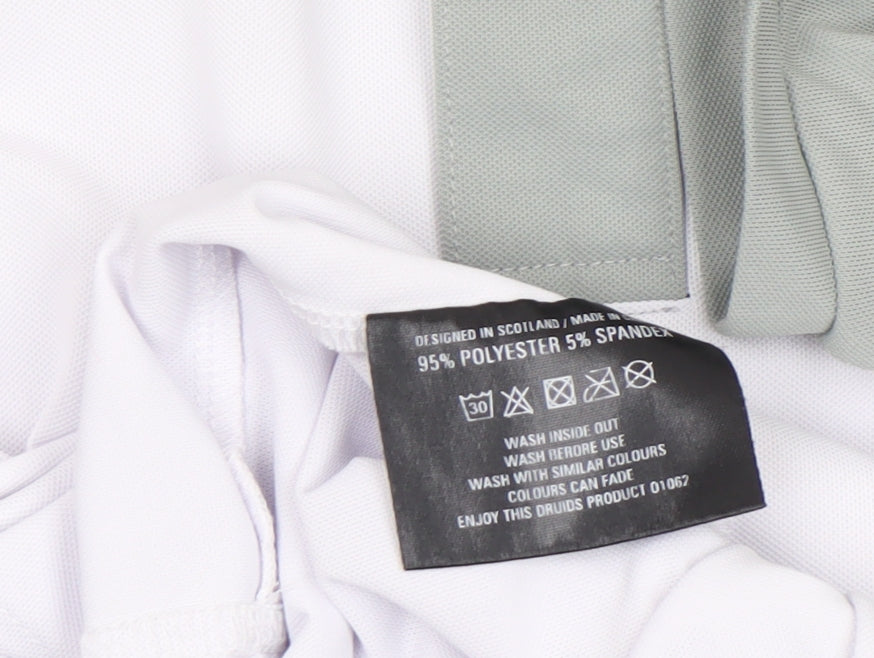 DESIGNED IN SCOTLAND / MADE IN
95% POLYESTER 5% SPANDEX
30
WASH INSIDE OUT
WASH BERORE USE
WASH WITH SIMILAR COLOURS
COLOURS CAN FADE
ENJOY THIS DRUIDS PRODUCT 01062